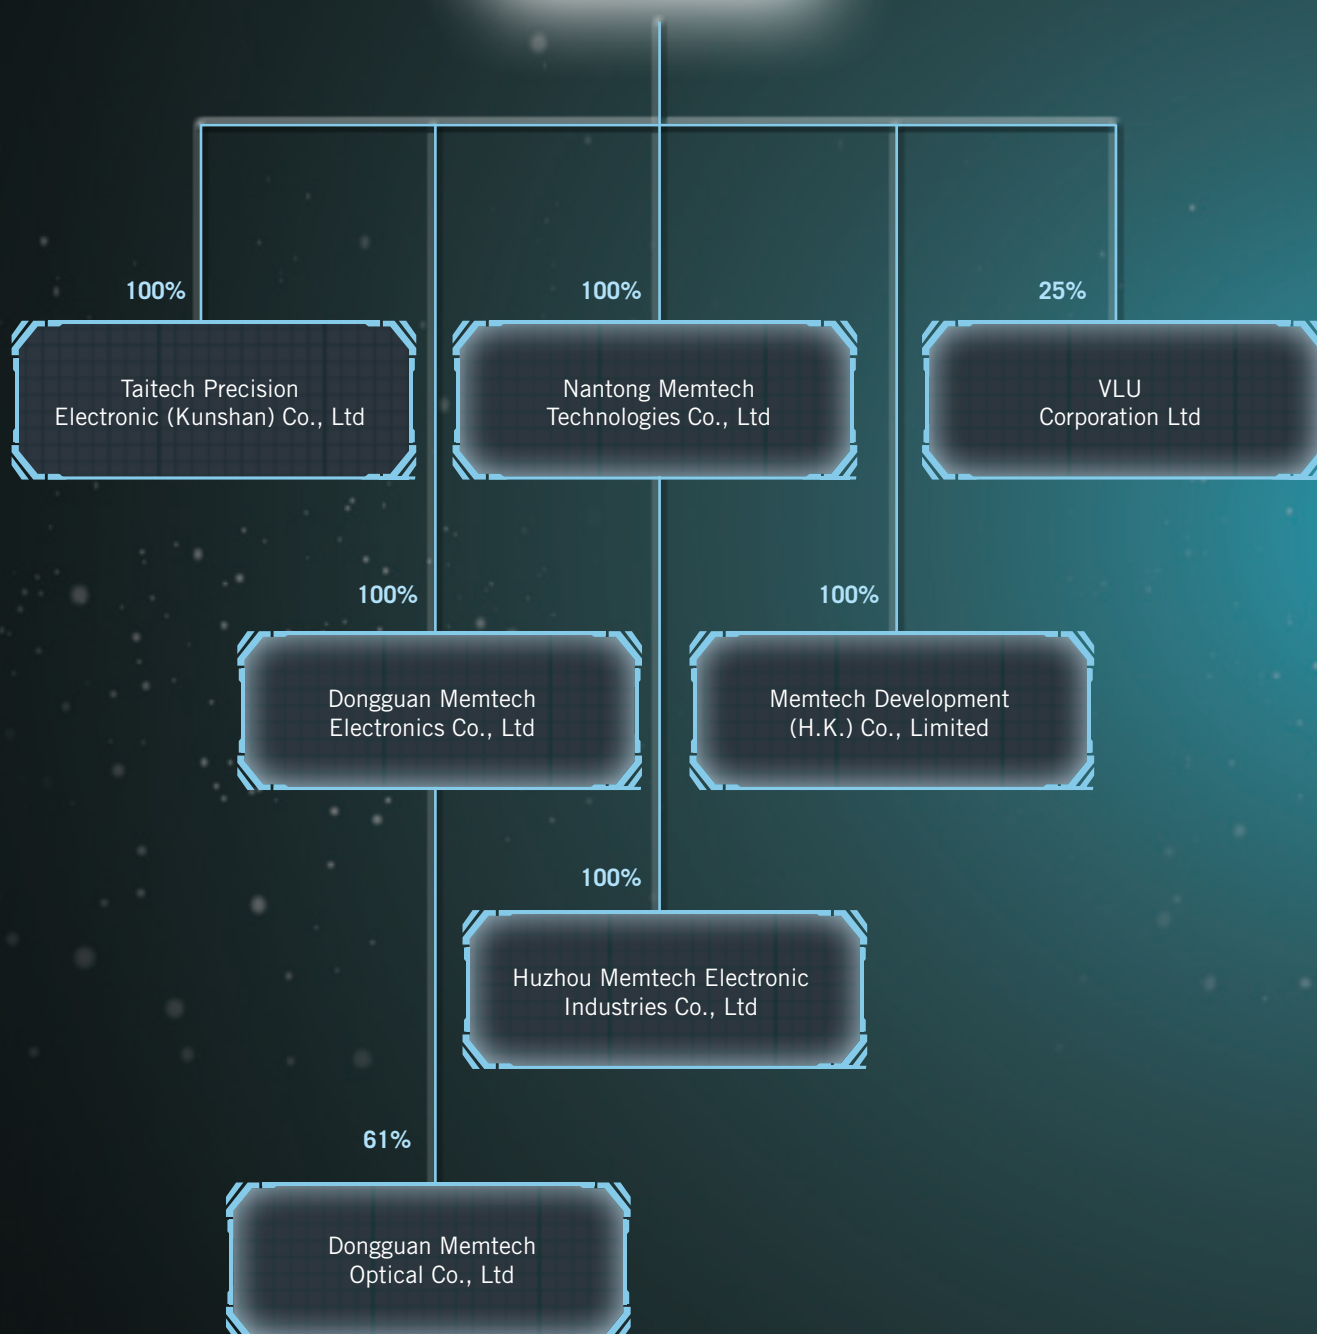 100%
100%
25%
Taitech Precision
Electronic (Kunshan) Co., Ltd
Nantong Memtech
Technologies Co., Ltd
VLU
Corporation Ltd
100%
100%
Dongguan Memtech
Electronics Co., Ltd
Memtech Development
(H.K.) Co., Limited
100%
Huzhou Memtech Electronic
Industries Co., Ltd
61%
Dongguan Memtech
Optical Co., Ltd